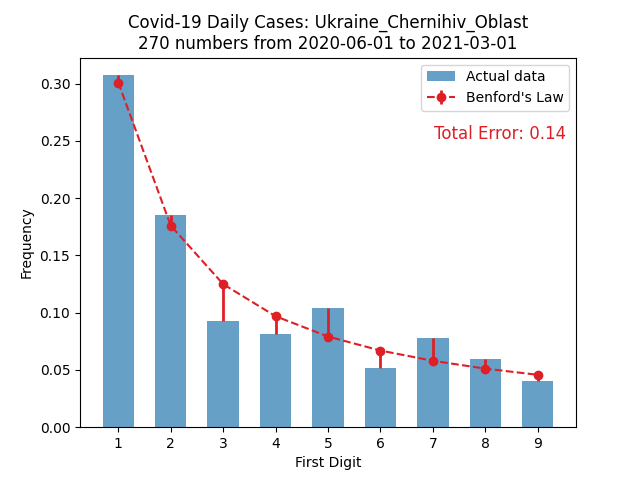 Covid-19 Daily Cases: Ukraine_Chernihiv_Oblast
270 numbers from 2020-06-01 to 2021-03-01
Actual data
Benford's Law
Total Error: 0.14
0.30
0.25
0.20
0.15
0.10
0.05
0.00
Frequency
1 2 3 4 5 6 7 8 9
First Digit